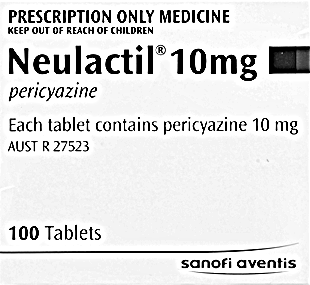 PRESCRIPTION ONLY MEDICINE
KEEP OUT OF REACH OF CHILDREN
Neulactil® 10mg
pericyazine
Each tablet contains pericyazine 10 mg
AUST R 27523
100 Tablets
sanofi aventis